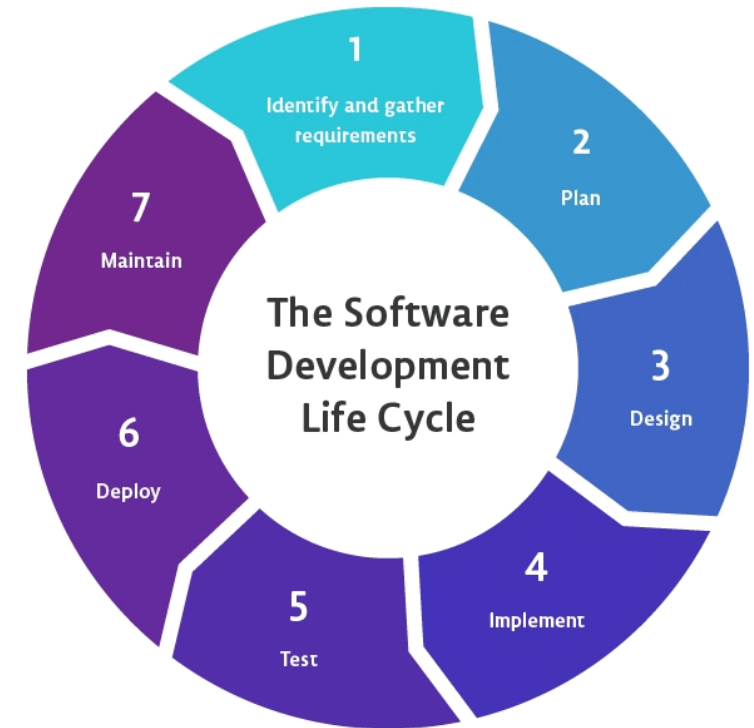 1
Identify and gather
requirements
2
Plan
3
Design
4
Implement
5
Test
6
Deploy
7
Maintain
The Software
Development
Life Cycle